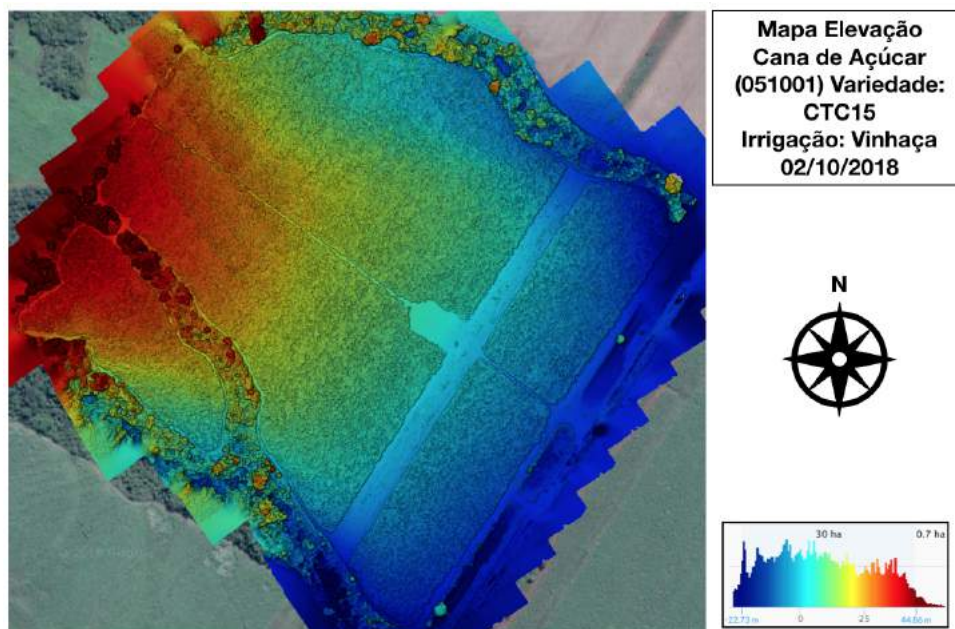 Mapa Elevação
Cana de Açúcar
(051001) Variedade:
CTC15
Irrigação: Vinhaça
02/10/2018
N
30 ha 0.7 ha
-22.73 m 0 25 44.66 m